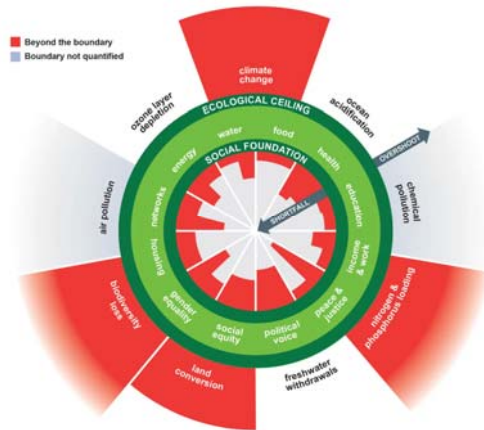 Beyond the boundary
Boundary not quantified
climate
change
ozone layer
depletion
ocean
acidification
ECOLOGICAL CEILING
OVERSHOOT
water
food
energy
health
SOCIAL FOUNDATION
SHORTFALL
air pollution
networks
education
chemical
pollution
housing
income
& work
biodiversity
loss
gender
equality
social
equity
political
voice
peace &
justice
nitrogen &
phosphorus loading
land
conversion
freshwater
withdrawals